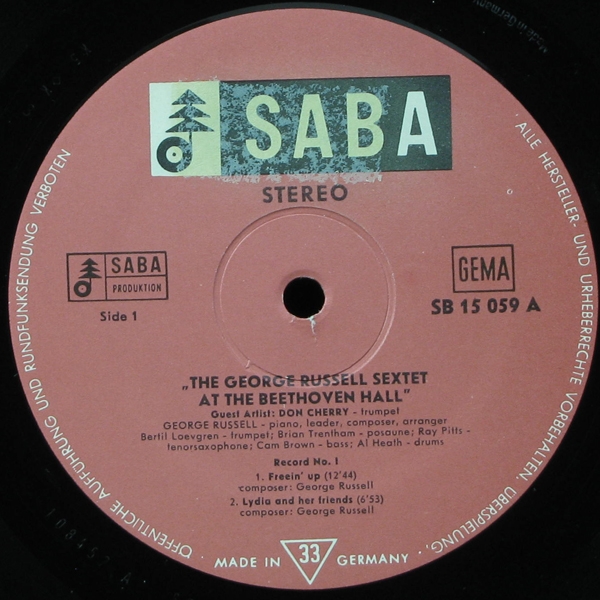 SABA
STEREO
SABA
PRODUKTION
Side 1
GEMA
SB 15 059 A
„THE GEORGE RUSSELL SEXTET
AT THE BEETHOVEN HALL”
Guest Artist: DON CHERRY - trumpet
GEORGE RUSSELL - piano, leader, composer, arranger
Bertil Loevgren - trumpet; Brian Trentham - posaune; Ray Pitts -
tenorsaxophone; Cam Brown - bass; Al Heath - drums
Record No. 1
1. Freein' up (12'44)
composer: George Russell
2. Lydia and her friends (6'53)
composer: George Russell
ALLE HERSTELLER- UND URHEBERRECHTE VORBEHALTEN. ÜBERSPIELUNG,
ÖFFENTLICHE AUFFÜHRUNG UND RUNDFUNKSENDUNG VERBOTEN
MADE IN 33 GERMANY
Made in Germany